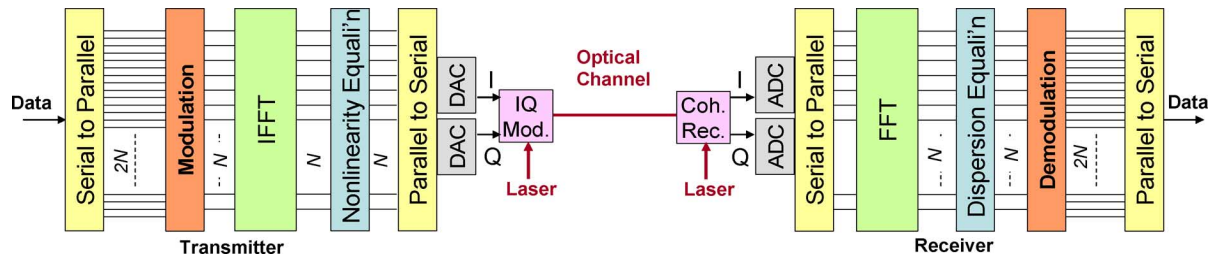 Data
Serial to Parallel
2N
Modulation
N
IFFT
N
Nonlinearity Equali'n
N
Parallel to Serial
DAC
DAC
I
Q
IQ
Mod.
Laser
Optical
Channel
Coh.
Rec.
Laser
I
Q
ADC
ADC
Serial to Parallel
FFT
N
Dispersion Equali'n
N
Demodulation
2N
Parallel to Serial
Data
Transmitter
Receiver